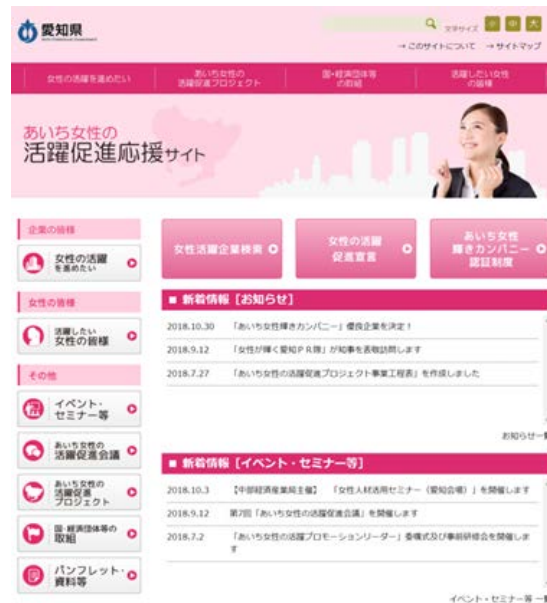 愛知県
文字サイズ 小 中 大
→ このサイトについて → サイトマップ
女性の活躍を進めたい
あいち女性の
活躍促進プロジェクト
国・経済団体等
の取組
活躍したい女性
の皆様
あいち女性の
活躍促進応援サイト
企業の皆様
女性の活躍
を進めたい
女性の皆様
活躍したい
女性の皆様
その他
イベント・
セミナー等
あいち女性の
活躍促進会議
あいち女性の
活躍促進
プロジェクト
国・経済団体等の
取組
パンフレット・
資料等
女性活躍企業検索
女性の活躍
促進宣言
あいち女性
輝きカンパニー
認証制度
■ 新着情報［お知らせ］
2018.10.30 「あいち女性輝きカンパニー」優良企業を決定！
2018.9.12 「女性が輝く愛知ＰＲ隊」が知事を表敬訪問します
2018.7.27 「あいち女性の活躍促進プロジェクト事業工程表」を作成しました
お知らせ一
■ 新着情報［イベント・セミナー等］
2018.10.3 【中部経済産業局主催】 「女性人材活用セミナー（愛知会場）」を開催します
2018.9.12 第7回「あいち女性の活躍促進会議」を開催します
2018.7.2 「あいち女性の活躍プロモーションリーダー」委嘱式及び事前研修会を開催しま
す
イベント・セミナー等 一